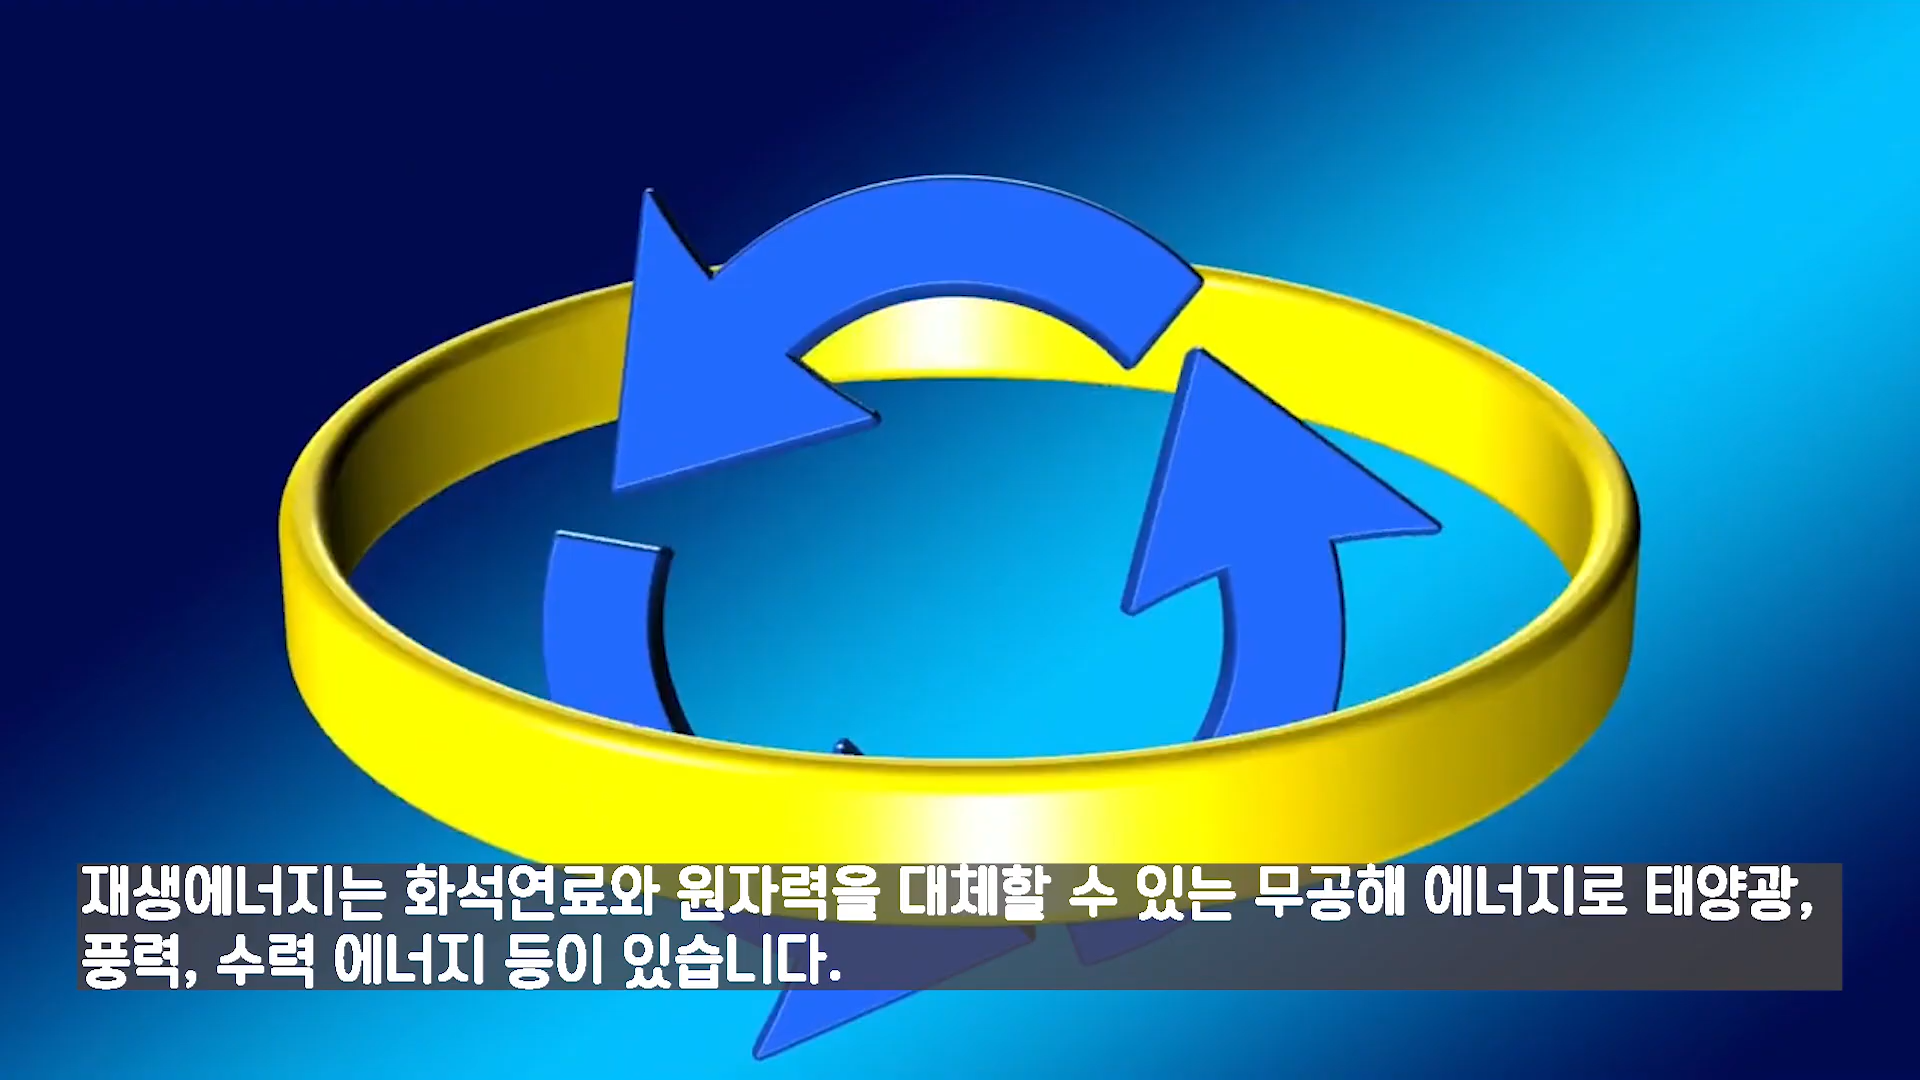 재생에너지는 화석연료와 원자력을 대체할 수 있는 무공해 에너지로 태양광,
풍력, 수력 에너지 등이 있습니다.